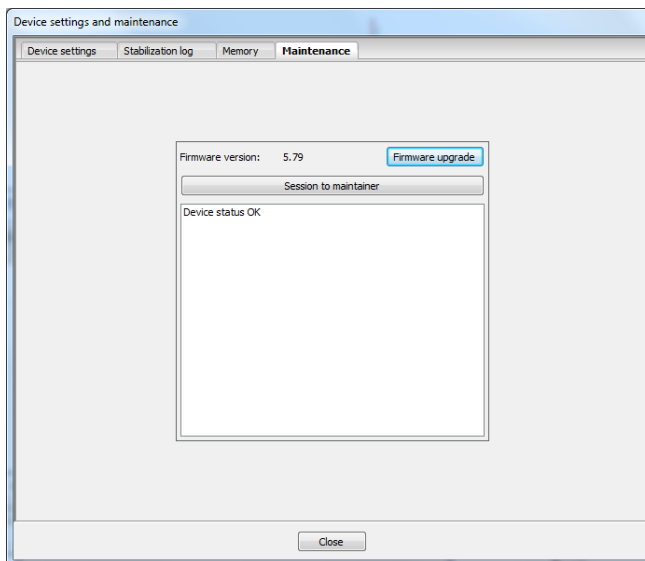 Device settings and maintenance
Device settings Stabilization log Memory Maintenance
Firmware version: 5.79 Firmware upgrade
Session to maintainer
Device status OK
Close